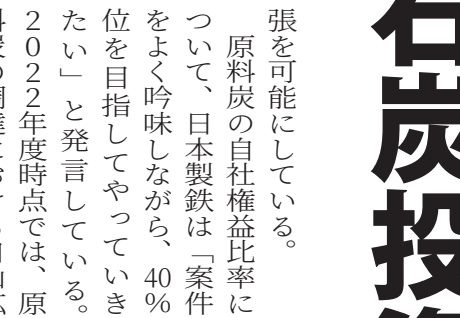 石炭投
張を可能にしている。
原料炭の自社権益比率に
ついて、日本製鉄は「案件
をよく吟味しながら、40%
位を目指してやっていき
たい」と発言している。
2022年度時点では、原